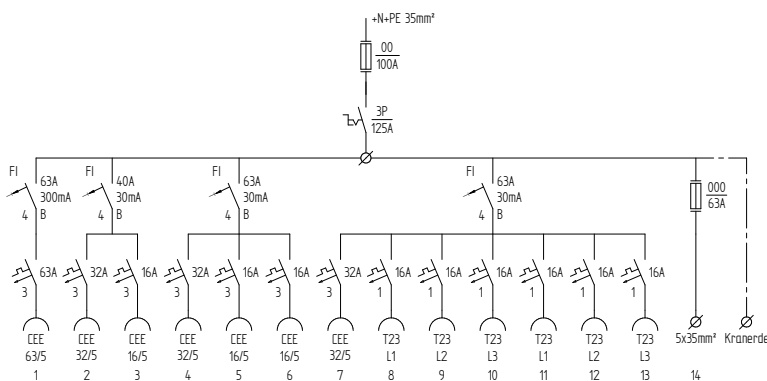 +N+PE 35mm²
00
100A
3P
125A
FI 63A 300mA 4 B
FI 40A 30mA 4 B
FI 63A 30mA 4 B
FI 63A 30mA 4 B
000
63A
63A 32A 16A 32A 16A 16A 32A 16A 16A 16A 16A 16A 16A
3 3 3 3 3 3 3 1 1 1 1 1 1
CEE CEE CEE CEE CEE CEE CEE T23 T23 T23 T23 T23 T23 5x35mm² Kranerde
63/5 32/5 16/5 32/5 16/5 16/5 32/5 L1 L2 L3 L1 L2 L3
1 2 3 4 5 6 7 8 9 10 11 12 13 14